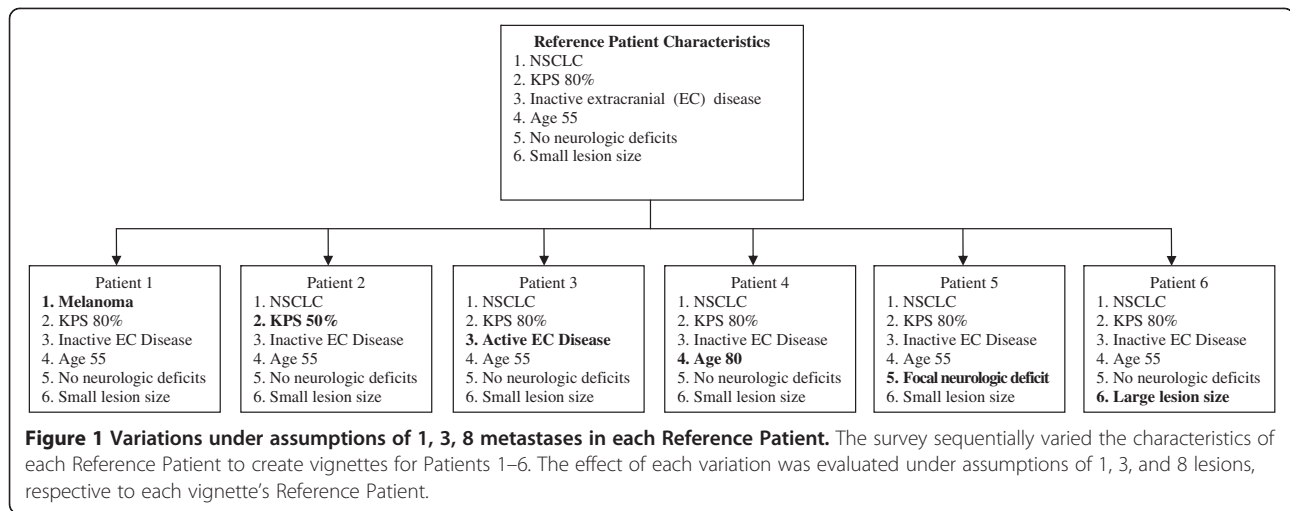 Reference Patient Characteristics
1. NSCLC
2. KPS 80%
3. Inactive extracranial (EC) disease
4. Age 55
5. No neurologic deficits
6. Small lesion size
Patient 1
1. Melanoma
2. KPS 80%
3. Inactive EC Disease
4. Age 55
5. No neurologic deficits
6. Small lesion size
Patient 2
1. NSCLC
2. KPS 50%
3. Inactive EC Disease
4. Age 55
5. No neurologic deficits
6. Small lesion size
Patient 3
1. NSCLC
2. KPS 80%
3. Active EC Disease
4. Age 55
5. No neurologic deficits
6. Small lesion size
Patient 4
1. NSCLC
2. KPS 80%
3. Inactive EC Disease
4. Age 80
5. No neurologic deficits
6. Small lesion size
Patient 5
1. NSCLC
2. KPS 80%
3. Inactive EC Disease
4. Age 55
5. Focal neurologic deficit
6. Small lesion size
Patient 6
1. NSCLC
2. KPS 80%
3. Inactive EC Disease
4. Age 55
5. No neurologic deficits
6. Large lesion size
Figure 1 Variations under assumptions of 1, 3, 8 metastases in each Reference Patient. The survey sequentially varied the characteristics of
each Reference Patient to create vignettes for Patients 1–6. The effect of each variation was evaluated under assumptions of 1, 3, and 8 lesions,
respective to each vignette's Reference Patient.